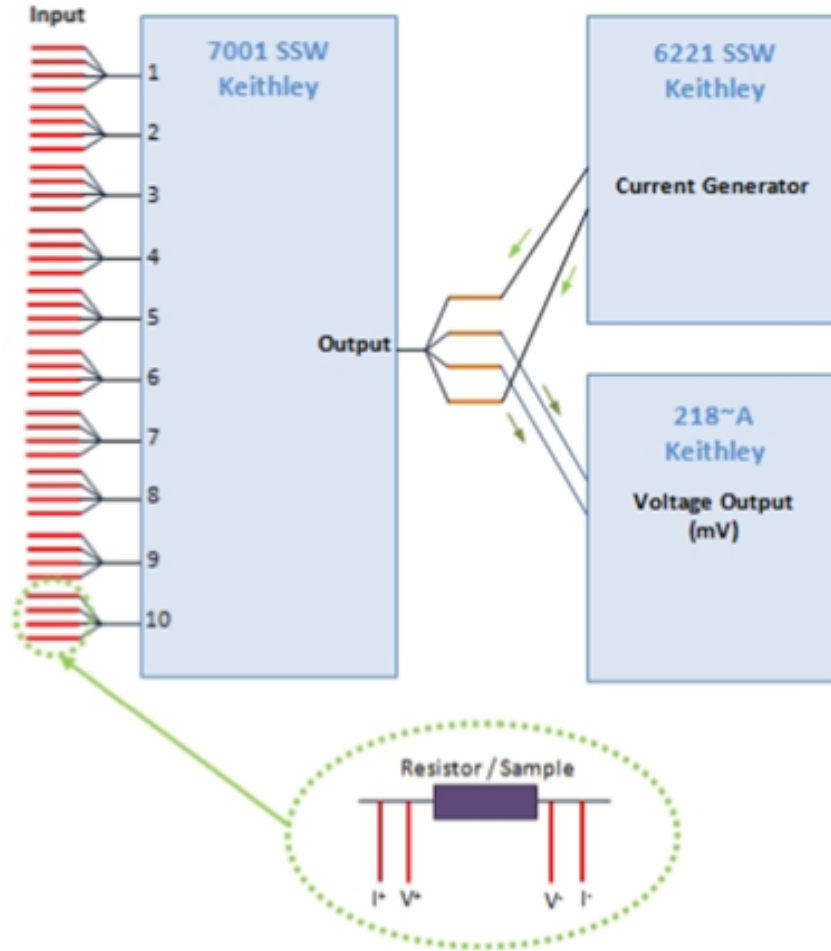 Input
7001 SSW
Keithley
1
2
3
4
5
6
7
8
9
10
Output
6221 SSW
Keithley
Current Generator
218~A
Keithley
Voltage Output
(mV)
Resistor / Sample
I⁺ V⁺ V⁻ I⁻